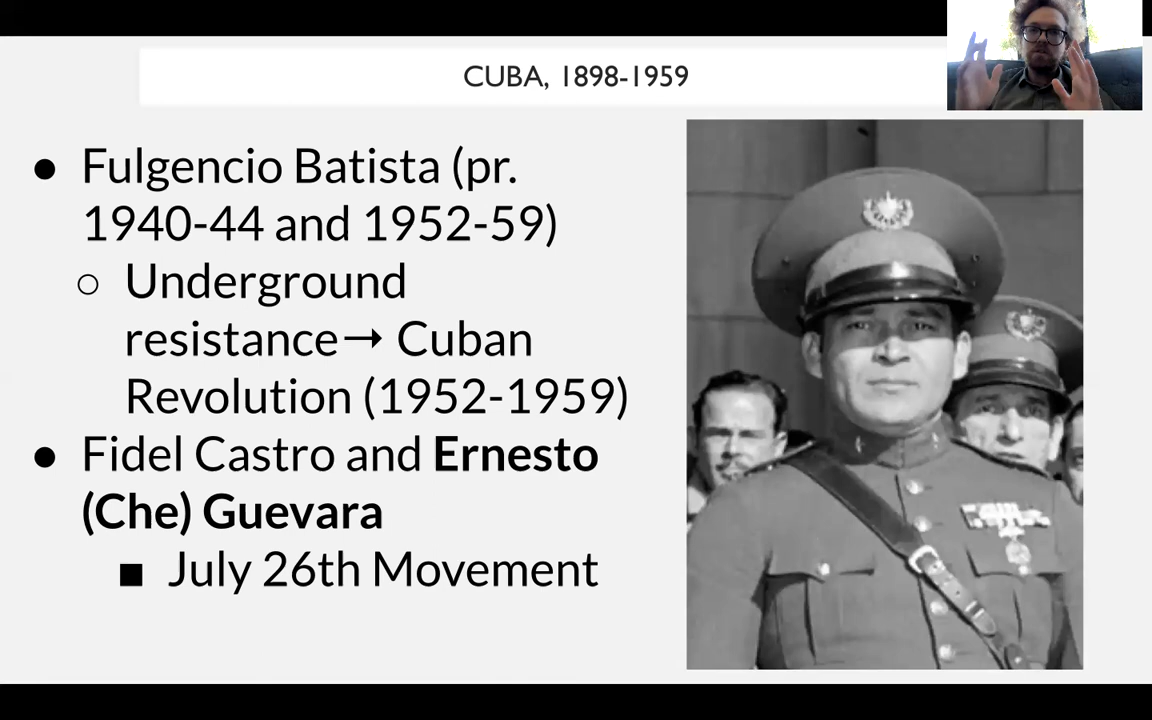 CUBA, 1898-1959
● Fulgencio Batista (pr.
1940-44 and 1952-59)
○ Underground
resistance→ Cuban
Revolution (1952-1959)
● Fidel Castro and Ernesto
(Che) Guevara
■ July 26th Movement